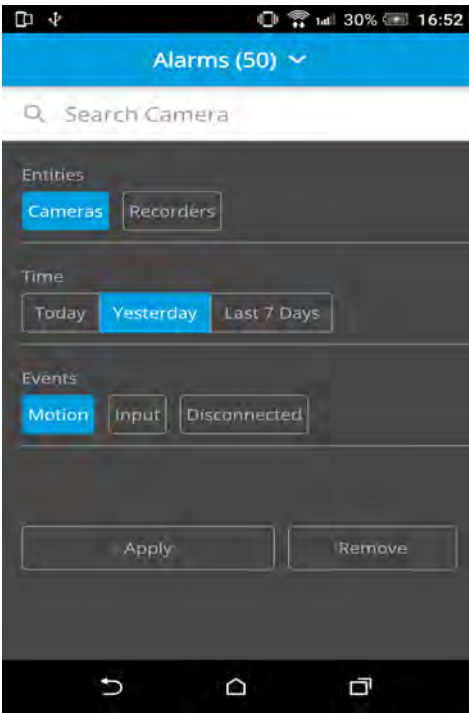 30% 16:52
Alarms (50)
Search Camera
Entities
Cameras Recorders
Time
Today Yesterday Last 7 Days
Events
Motion Input Disconnected
Apply Remove